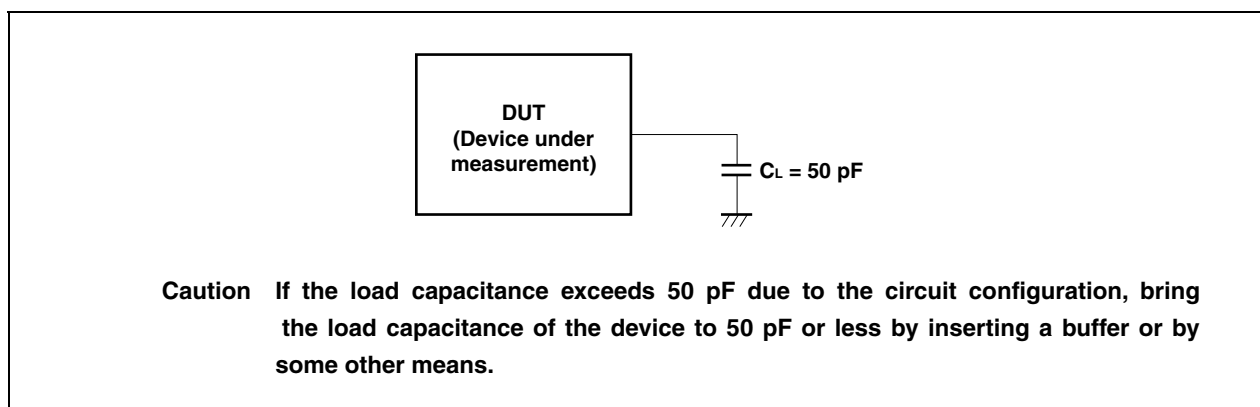 DUT
(Device under
measurement)
CL = 50 pF
Caution If the load capacitance exceeds 50 pF due to the circuit configuration, bring
the load capacitance of the device to 50 pF or less by inserting a buffer or by
some other means.